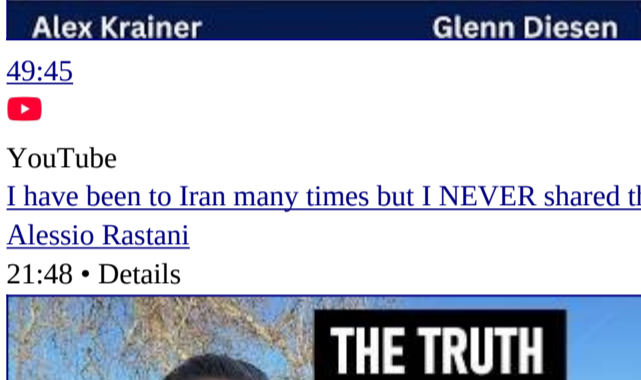 Alex Krainer Glenn Diesen
49:45
YouTube
I have been to Iran many times but I NEVER shared
Alessio Rastani
21:48 • Details
THE TRUTH